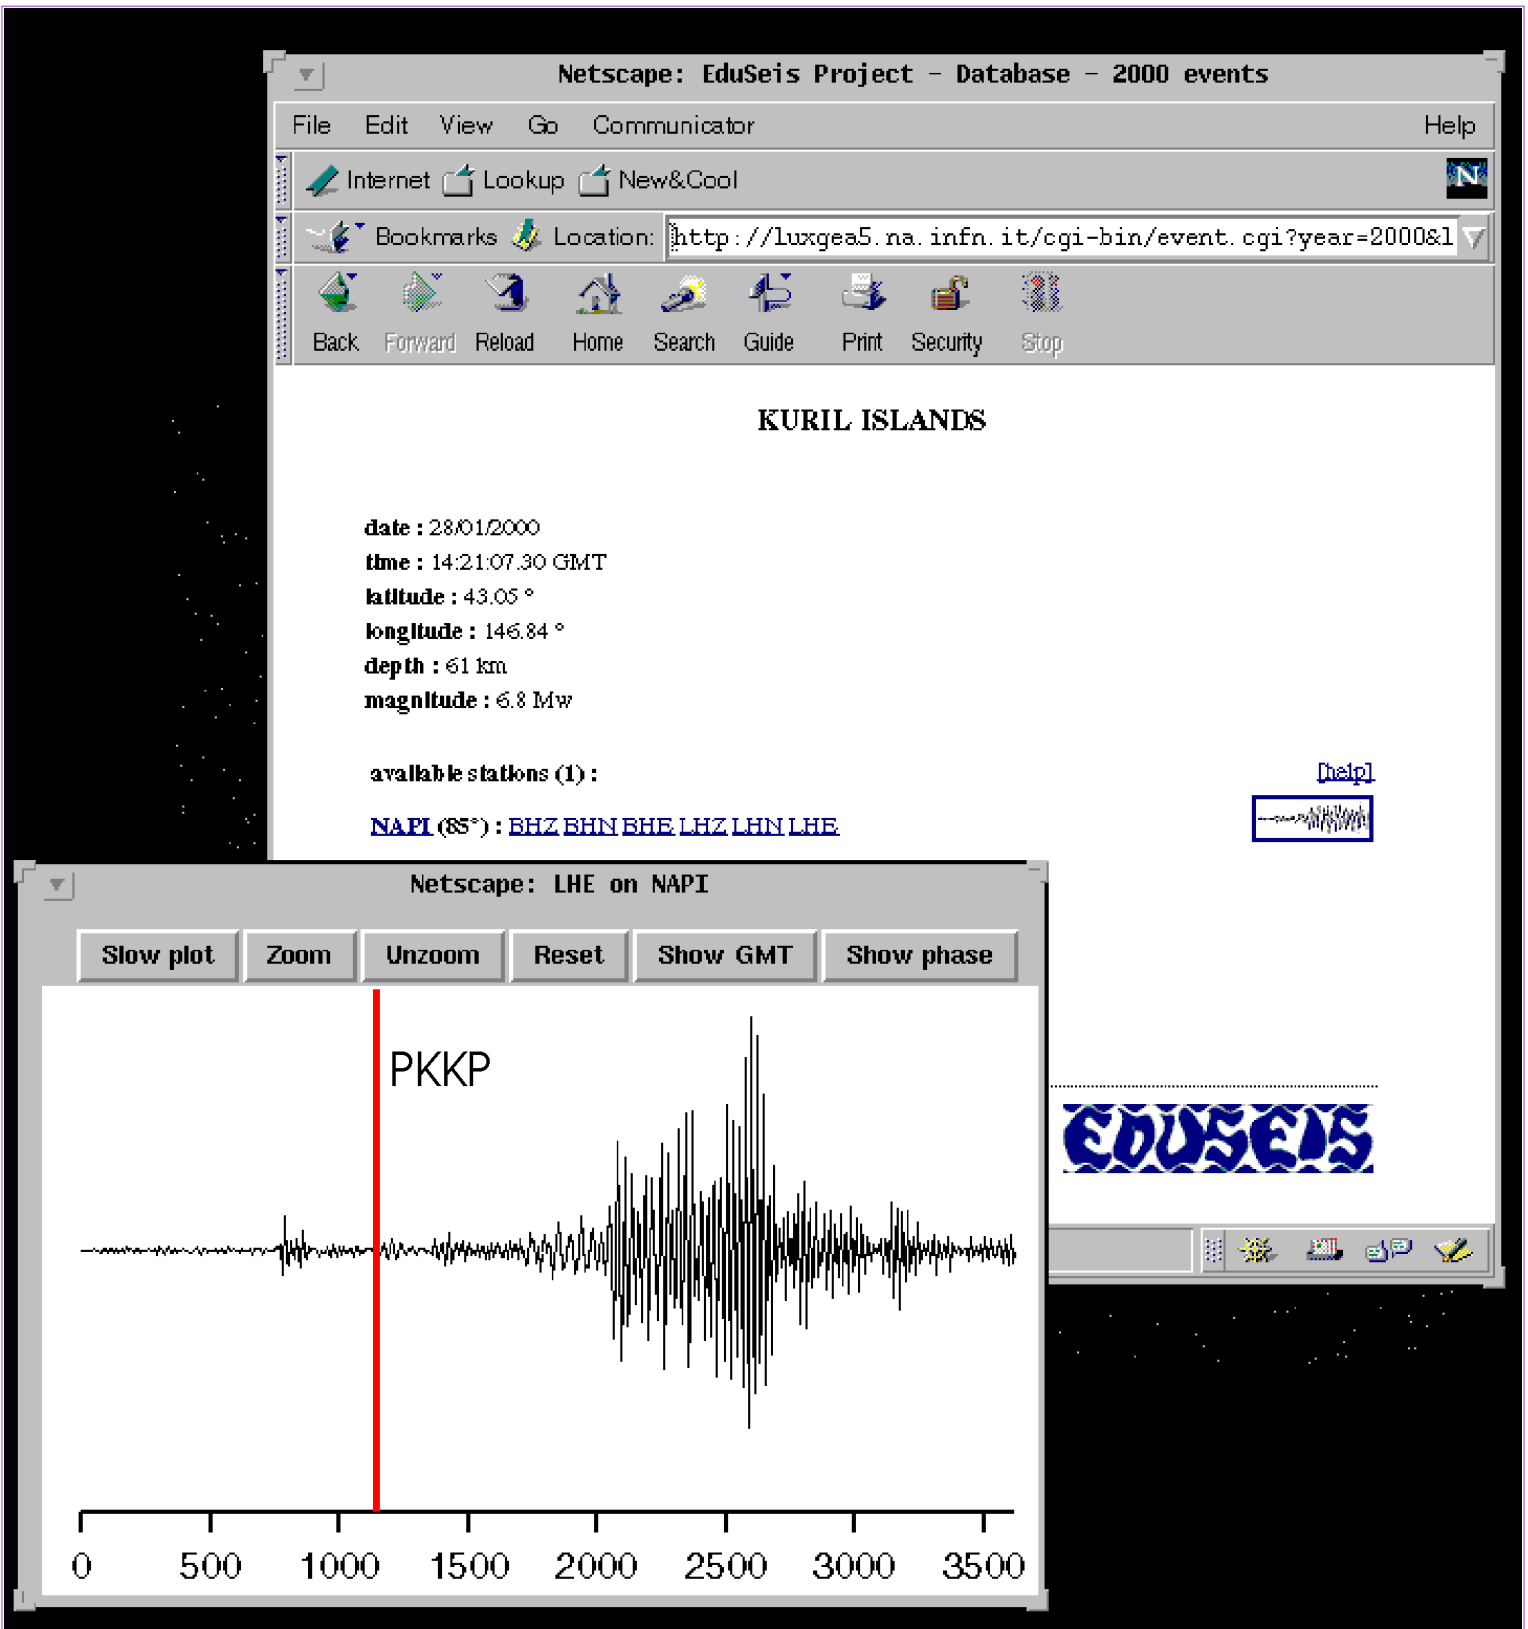 Netscape: EduSeis Project - Database - 2000 events
File Edit View Go Communicator Help
Internet Lookup New&Cool
N
Bookmarks Location: http://luxgea5.na.infn.it/cgi-bin/event.cgi?year=2000&l
Back Forward Reload Home Search Guide Print Security Stop
KURIL ISLANDS
date : 28/01/2000
time : 14:21:07.30 GMT
latitude : 43.05 °
longitude : 146.84 °
depth : 61 km
magnitude : 6.8 Mw
available stations (1) : [help]
NAPI (85°) : BHZ BHN BHE LHZ LHN LHE
Netscape: LHE on NAPI
Slow plot Zoom Unzoom Reset Show GMT Show phase
PKKP
EDUSEIS
0 500 1000 1500 2000 2500 3000 3500